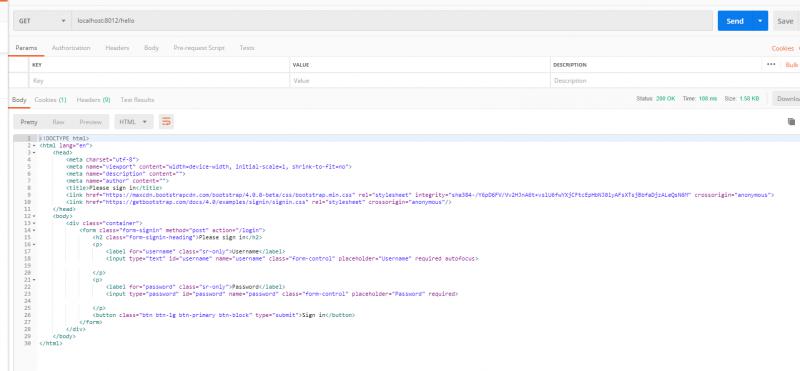 GET localhost:8012/hello Send Save
Params Authorization Headers Body Pre-request Script Tests Cookies
KEY VALUE DESCRIPTION ••• Bulk
Key Value Description
Body Cookies (1) Headers (9) Test Results Status: 200 OK Time: 108 ms Size: 1.58 KB Downloa
Pretty Raw Preview HTML
1 <!DOCTYPE html>
2 <html lang="en">
3 <head>
4 <meta charset="utf-8">
5 <meta name="viewport" content="width=device-width, initial-scale=1, shrink-to-fit=no">
6 <meta name="description" content="">
7 <meta name="author" content="">
8 <title>Please sign in</title>
9 <link href="https://maxcdn.bootstrapcdn.com/bootstrap/4.0.0-beta/css/bootstrap.min.css" rel="stylesheet" integrity= crossorigin="anonymous">
10 <link href="https://getbootstrap.com/docs/4.0/examples/signin/signin.css" rel="stylesheet" crossorigin="anonymous"/>
11 </head>
12 <body>
13 <div class="container">
14 <form class="form-signin" method="post" action="/login">
15 <h2 class="form-signin-heading">Please sign in</h2>
16 <p>
17 <label for="username" class="sr-only">Username</label>
18 <input type="text" id="username" name="username" class="form-control" placeholder="Username" required autofocus>
19
20 </p>
21 <p>
22 <label for="password" class="sr-only">Password</label>
23 <input type="password" id="password" name="password" class="form-control" placeholder="Password" required>
24
25 </p>
26 <button class="btn btn-lg btn-primary btn-block" type="submit">Sign in</button>
27 </form>
28 </div>
29 </body>
30 </html>